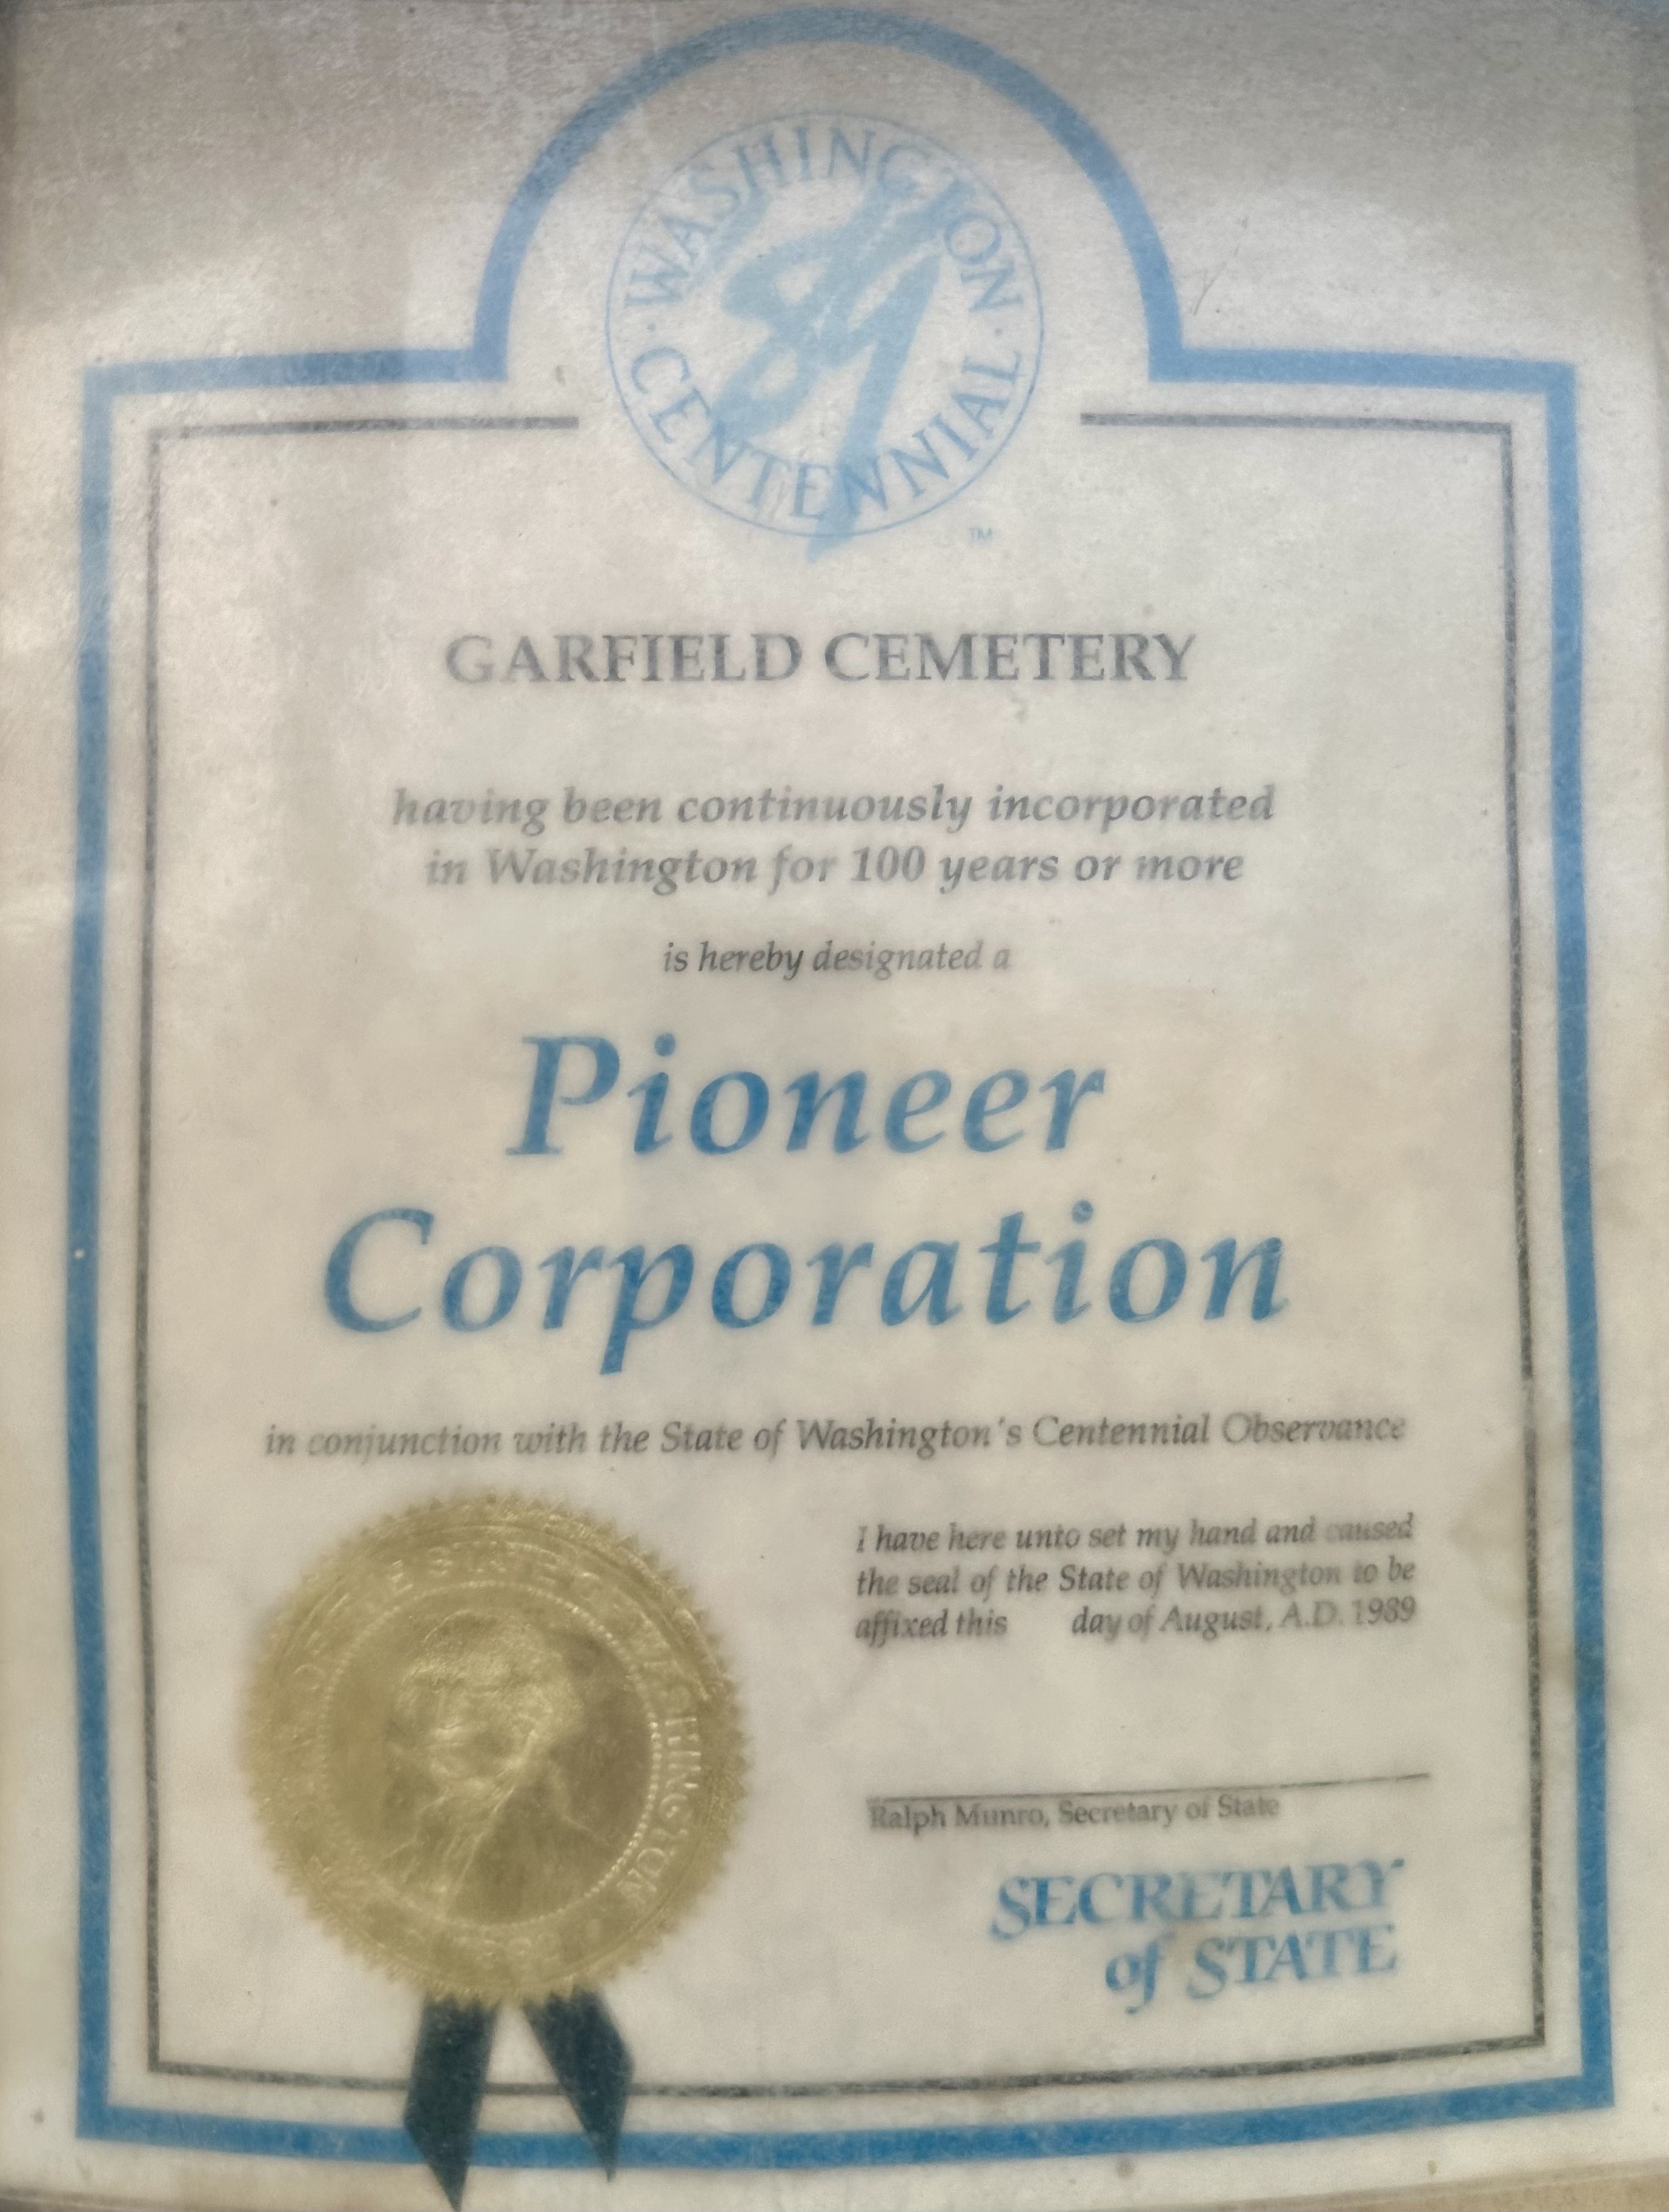 WASHINGTON
89
· CENTENNIAL ·
TM
GARFIELD CEMETERY
having been continuously incorporated
in Washington for 100 years or more
is hereby designated a
Pioneer
Corporation
in conjunction with the State of Washington's Centennial Observance
I have here unto set my hand and caused
the seal of the State of Washington to be
affixed this day of August, A.D. 1989
STATE WASHINGTON
Ralph Munro, Secretary of State
SECRETARY
of STATE